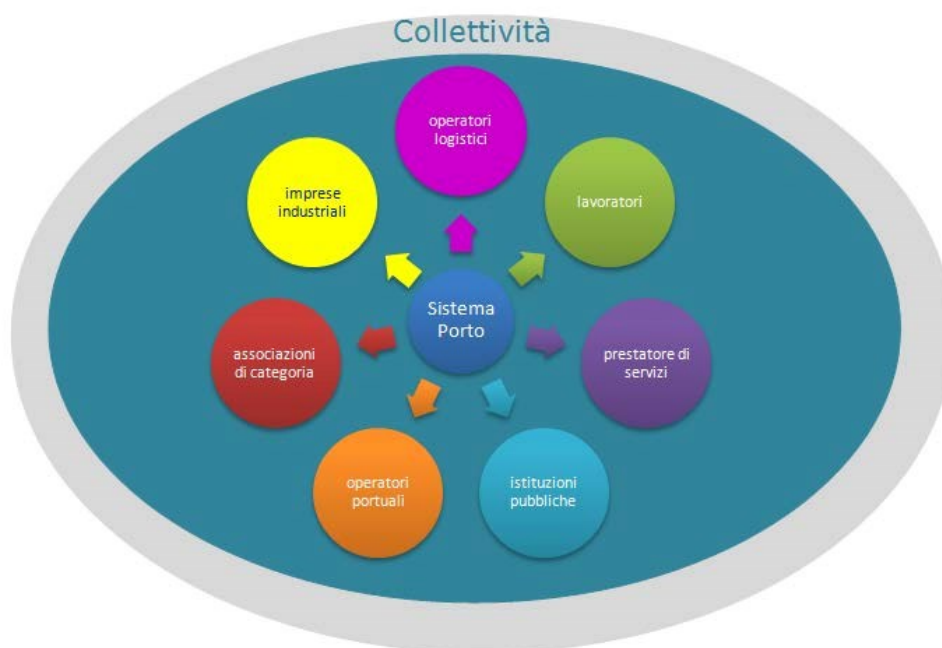 Collettività
operatori
logistici
imprese
industriali
lavoratori
Sistema
Porto
associazioni
di categoria
prestatore di
servizi
operatori
portuali
istituzioni
pubbliche